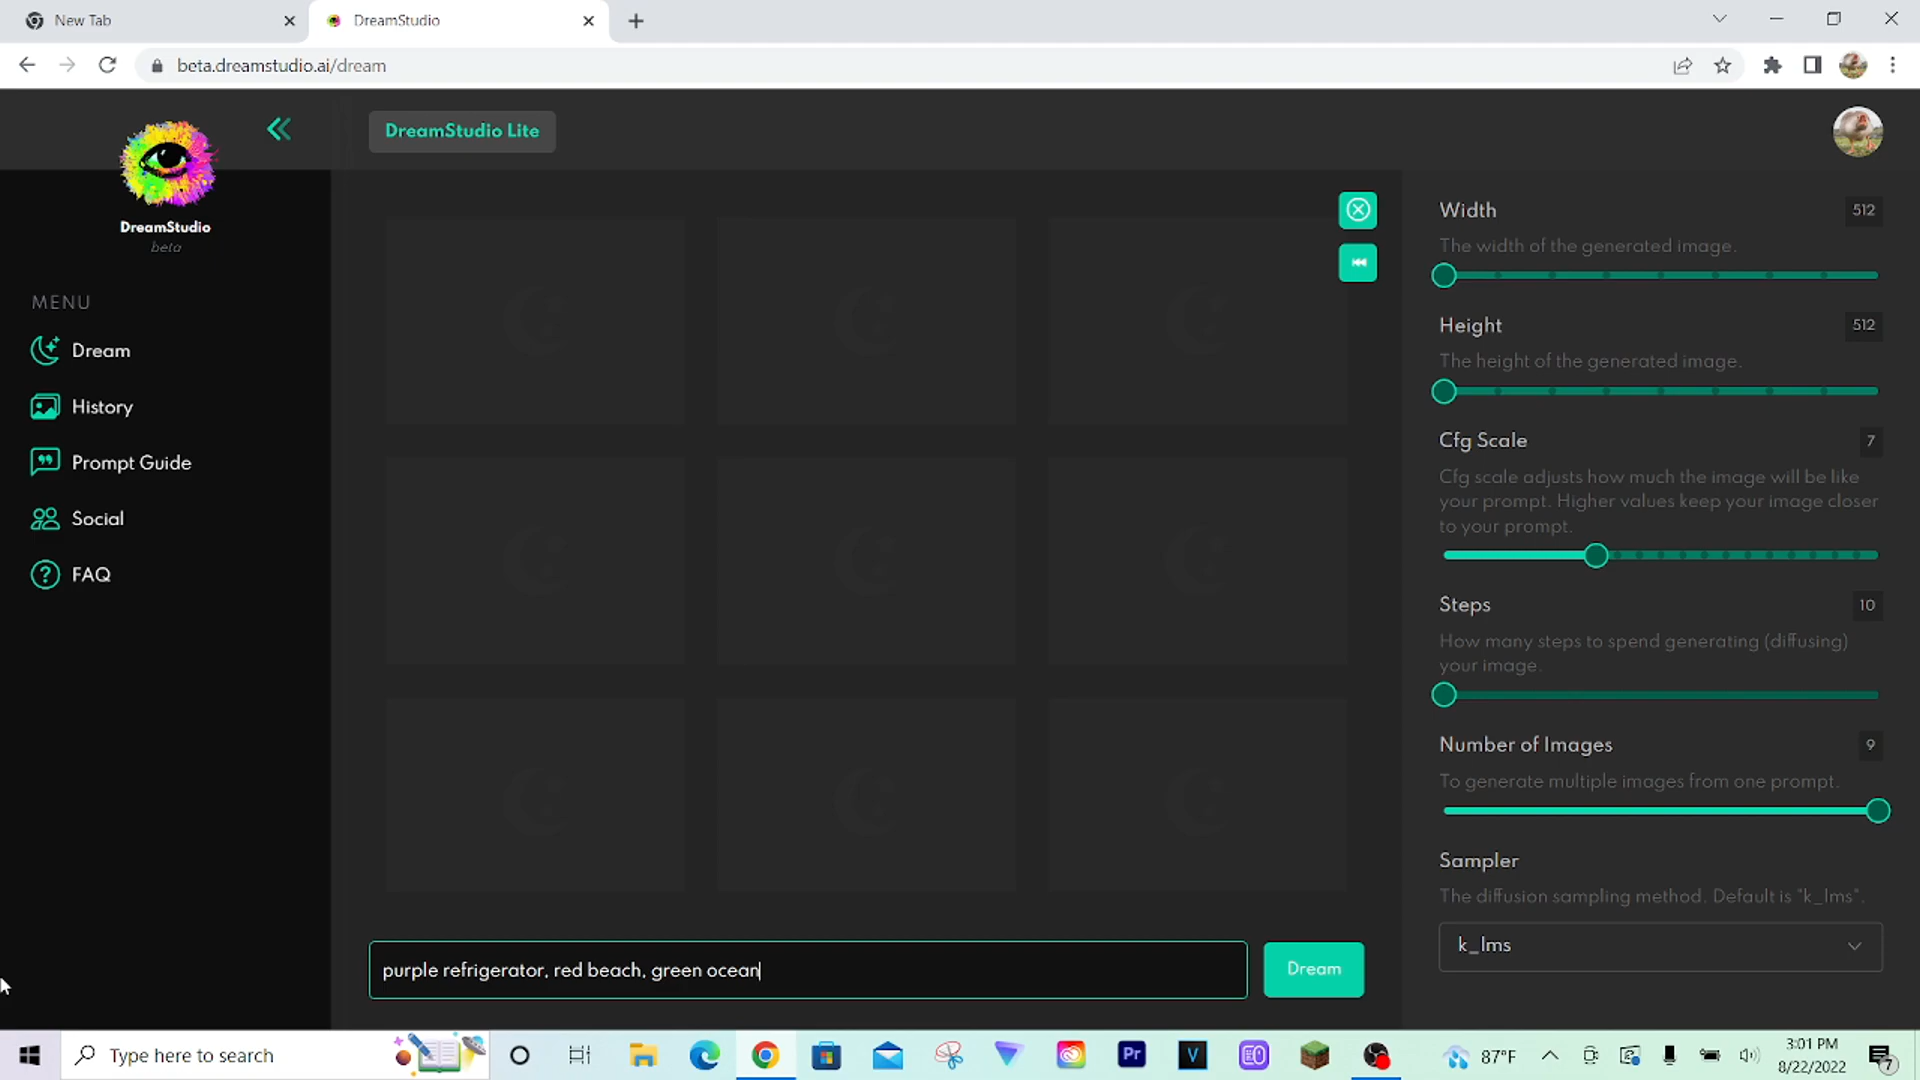 New Tab
DreamStudio
beta.dreamstudio.ai/dream
DreamStudio
beta
MENU
Dream
History
Prompt Guide
Social
FAQ
DreamStudio Lite
Width
512
The width of the generated image.
Height
512
The height of the generated image.
Cfg Scale
7
Cfg scale adjusts how much the image will be like
your prompt. Higher values keep your image closer
to your prompt.
Steps
10
How many steps to spend generating (diffusing)
your image.
Number of Images
9
To generate multiple images from one prompt.
Sampler
The diffusion sampling method. Default is "k_lms".
k_lms
purple refrigerator, red beach, green ocean
Dream
Type here to search
Pr
V
87°F
3:01 PM
8/22/2022
7